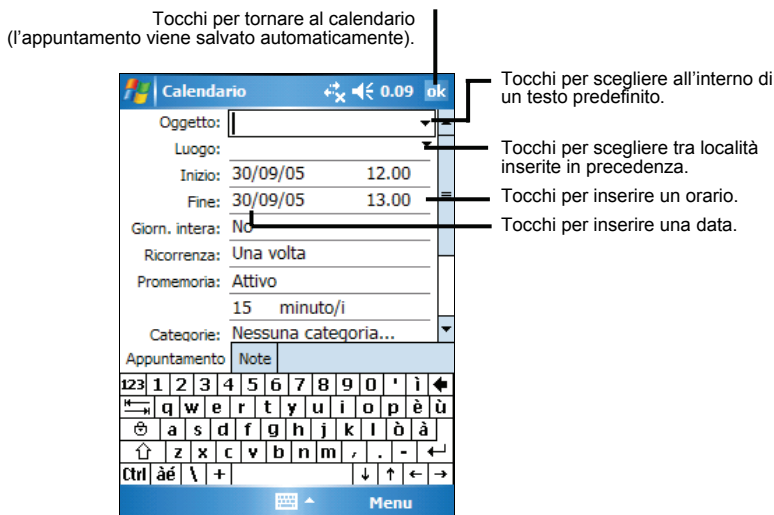 Tocchi per tornare al calendario
(l'appuntamento viene salvato automaticamente).
Calendario 0.09 ok
Tocchi per scegliere all'interno di
un testo predefinito.
Oggetto:
Luogo:
Tocchi per scegliere tra località
inserite in precedenza.
Inizio: 30/09/05 12.00
Fine: 30/09/05 13.00
Tocchi per inserire un orario.
Giorn. intera: No
Tocchi per inserire una data.
Ricorrenza: Una volta
Promemoria: Attivo
15 minuto/i
Categorie: Nessuna categoria...
Appuntamento Note
123 1 2 3 4 5 6 7 8 9 0 ' ì
q w e r t y u i o p è ù
a s d f g h j k l ò à
z x c v b n m , . -
Ctrl àé \ + ↓ ↑ ← →
Menu